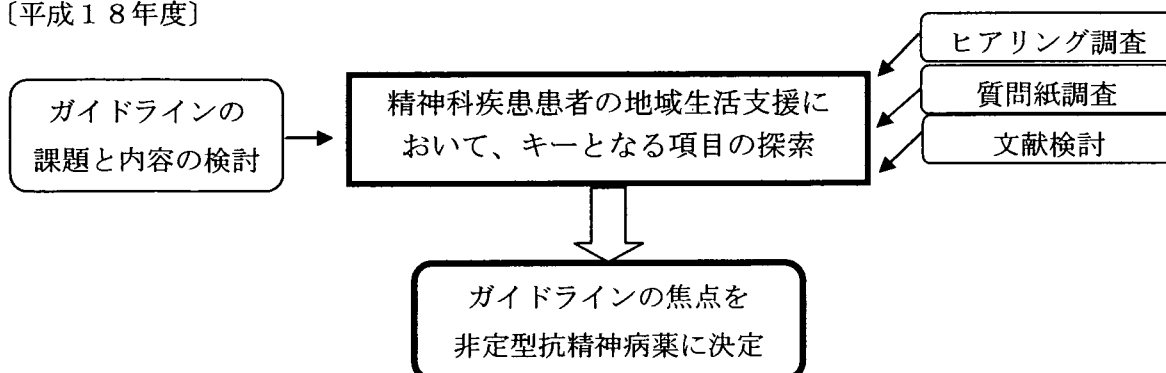 〔平成１８年度〕
ヒアリング調査
質問紙調査
文献検討
ガイドラインの
課題と内容の検討
精神科疾患患者の地域生活支援に
おいて、キーとなる項目の探索
ガイドラインの焦点を
非定型抗精神病薬に決定